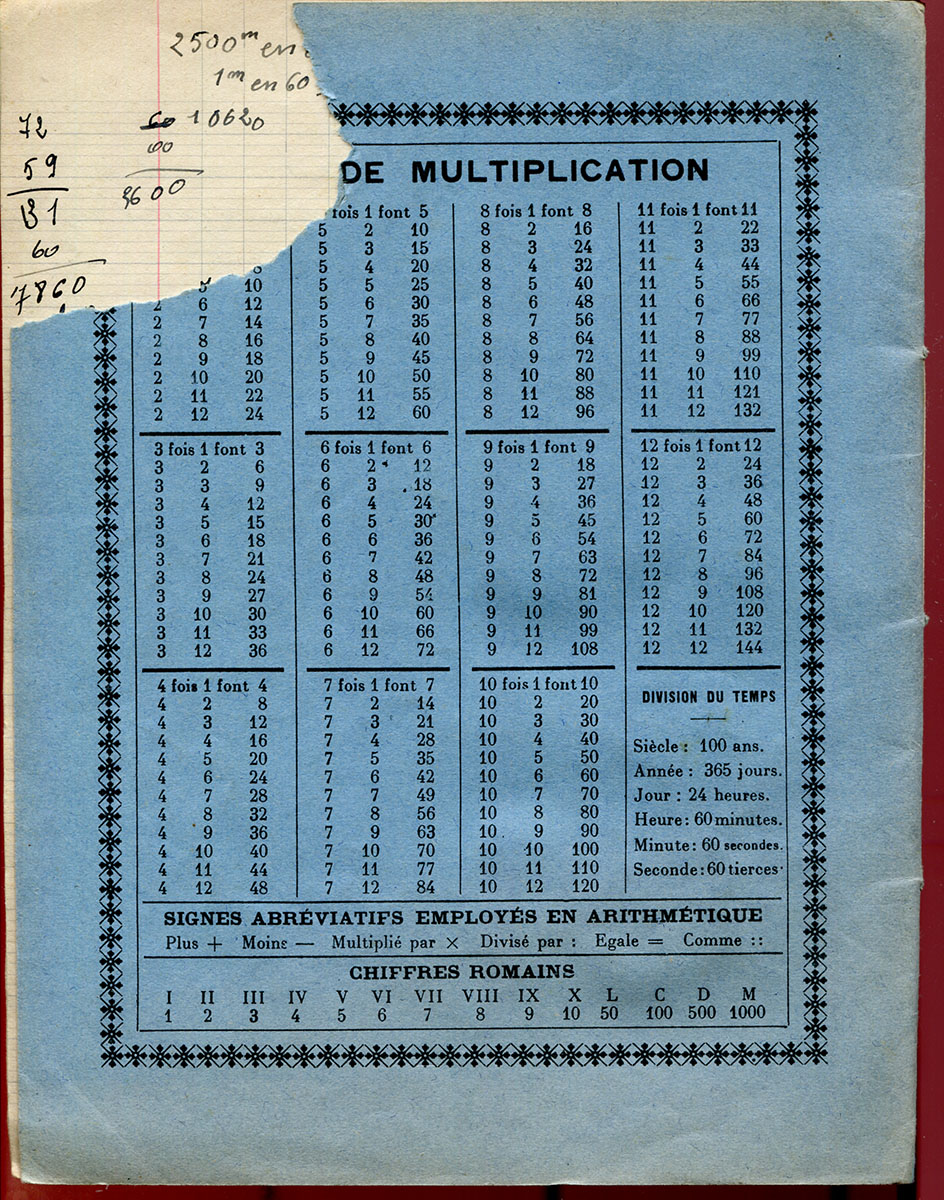 2500m en
1m en 60
72
59
131
60
7860
60 10620
60
3600
DE MULTIPLICATION
8
5 10
2 6 12
2 7 14
2 8 16
2 9 18
2 10 20
2 11 22
2 12 24
3 fois 1 font 3
3 2 6
3 3 9
3 4 12
3 5 15
3 6 18
3 7 21
3 8 24
3 9 27
3 10 30
3 11 33
3 12 36
4 fois 1 font 4
4 2 8
4 3 12
4 4 16
4 5 20
4 6 24
4 7 28
4 8 32
4 9 36
4 10 40
4 11 44
4 12 48
fois 1 font 5
5 2 10
5 3 15
5 4 20
5 5 25
5 6 30
5 7 35
5 8 40
5 9 45
5 10 50
5 11 55
5 12 60
6 fois 1 font 6
6 2 12
6 3 18
6 4 24
6 5 30
6 6 36
6 7 42
6 8 48
6 9 54
6 10 60
6 11 66
6 12 72
7 fois 1 font 7
7 2 14
7 3 21
7 4 28
7 5 35
7 6 42
7 7 49
7 8 56
7 9 63
7 10 70
7 11 77
7 12 84
8 fois 1 font 8
8 2 16
8 3 24
8 4 32
8 5 40
8 6 48
8 7 56
8 8 64
8 9 72
8 10 80
8 11 88
8 12 96
9 fois 1 font 9
9 2 18
9 3 27
9 4 36
9 5 45
9 6 54
9 7 63
9 8 72
9 9 81
9 10 90
9 11 99
9 12 108
10 fois 1 font 10
10 2 20
10 3 30
10 4 40
10 5 50
10 6 60
10 7 70
10 8 80
10 9 90
10 10 100
10 11 110
10 12 120
11 fois 1 font 11
11 2 22
11 3 33
11 4 44
11 5 55
11 6 66
11 7 77
11 8 88
11 9 99
11 10 110
11 11 121
11 12 132
12 fois 1 font 12
12 2 24
12 3 36
12 4 48
12 5 60
12 6 72
12 7 84
12 8 96
12 9 108
12 10 120
12 11 132
12 12 144
DIVISION DU TEMPS
Siècle : 100 ans.
Année : 365 jours.
Jour : 24 heures.
Heure : 60 minutes.
Minute : 60 secondes.
Seconde : 60 tierces.
SIGNES ABRÉVIATIFS EMPLOYÉS EN ARITHMÉTIQUE
Plus + Moins — Multiplié par × Divisé par : Egale = Comme ::
CHIFFRES ROMAINS
I II III IV V VI VII VIII IX X L C D M
1 2 3 4 5 6 7 8 9 10 50 100 500 1000